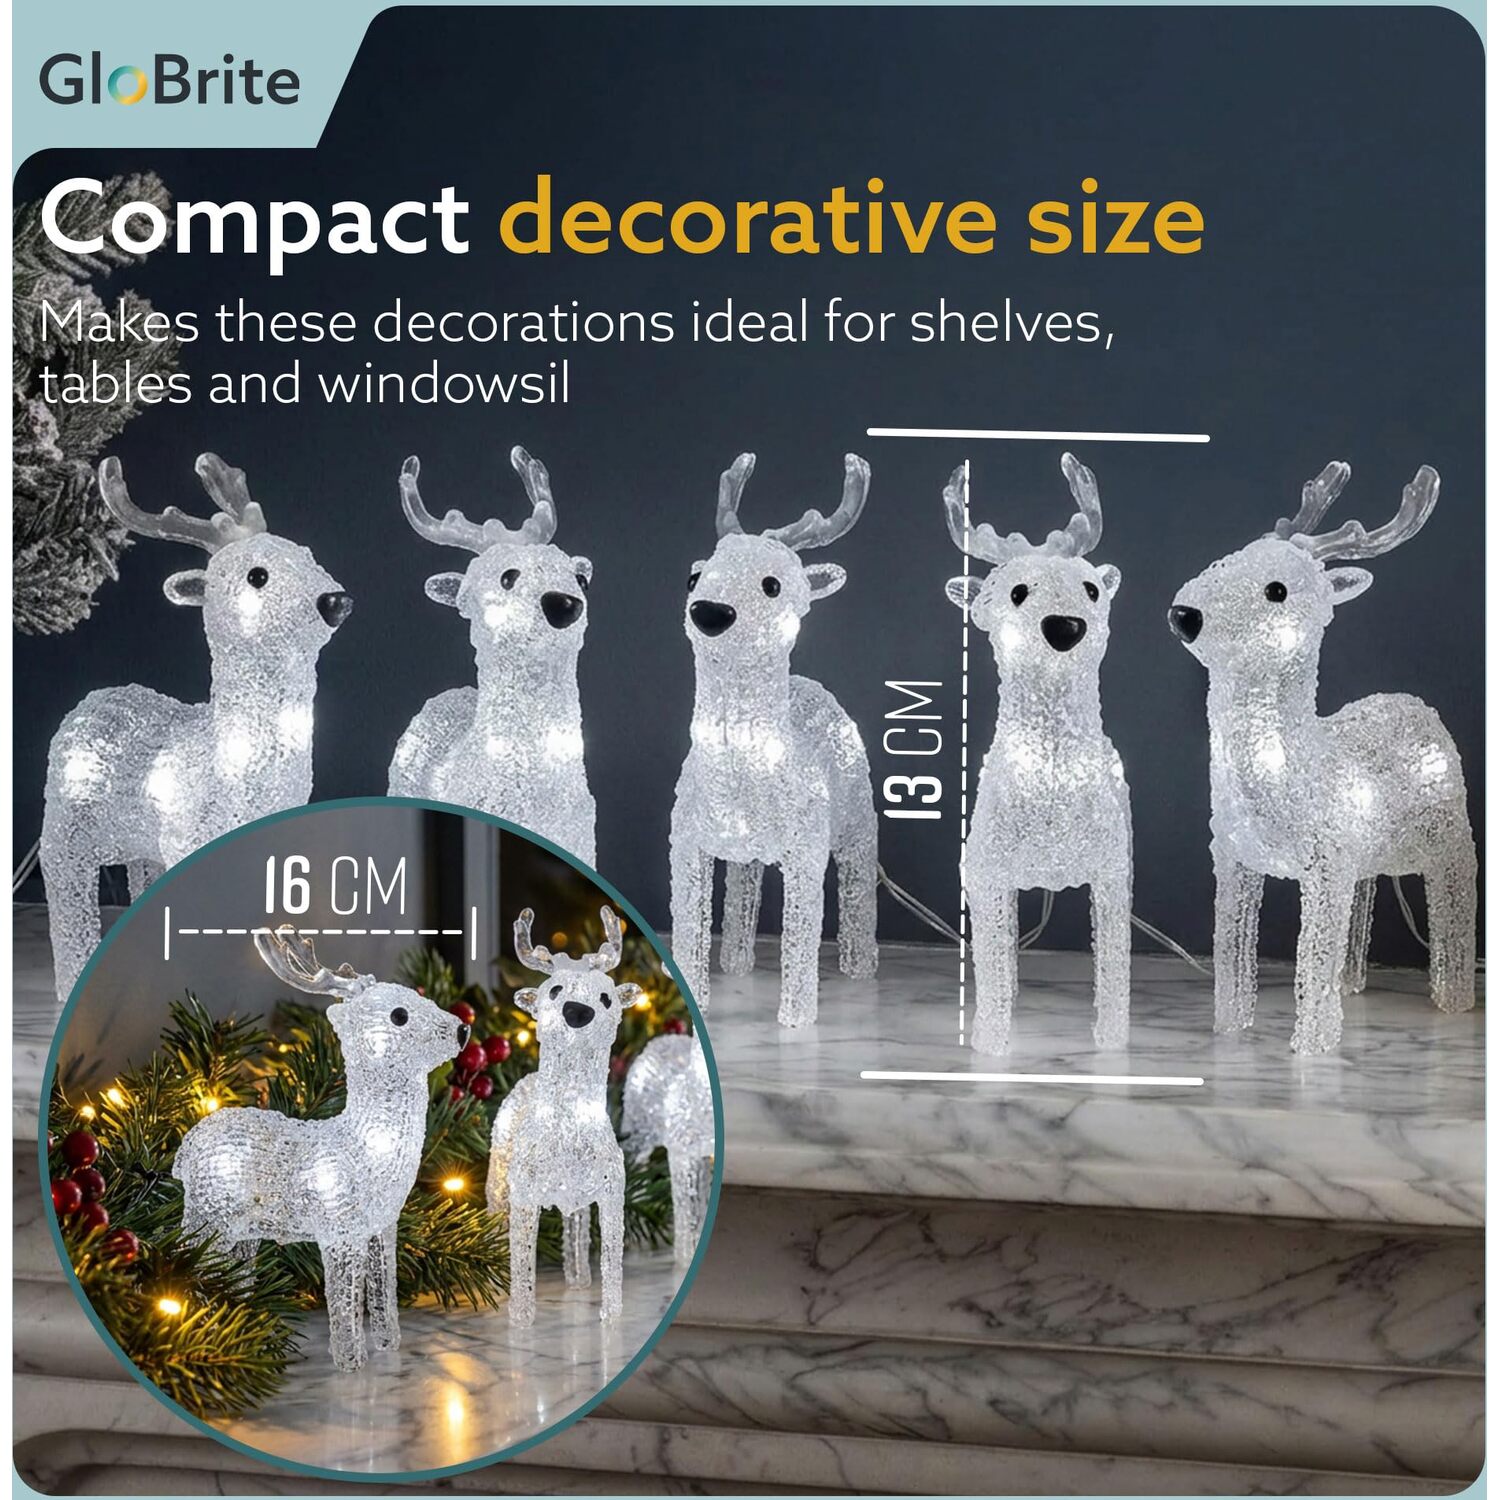 GloBrite
Compact decorative size
Makes these decorations ideal for shelves,
tables and windowsil
13 CM
16 CM